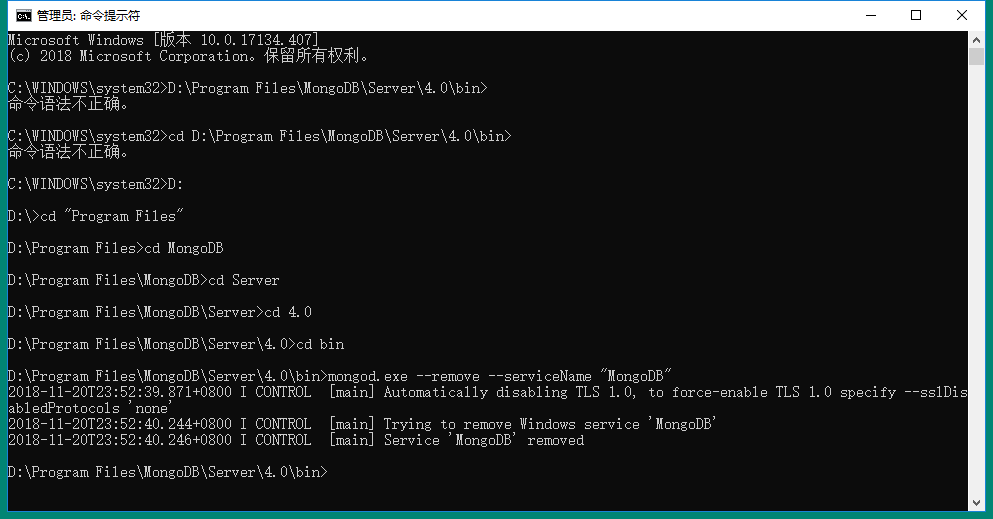 管理员: 命令提示符
Microsoft Windows [版本 10.0.17134.407]
(c) 2018 Microsoft Corporation。保留所有权利。
C:\WINDOWS\system32>D:\Program Files\MongoDB\Server\4.0\bin>
命令语法不正确。
C:\WINDOWS\system32>cd D:\Program Files\MongoDB\Server\4.0\bin>
命令语法不正确。
C:\WINDOWS\system32>D:
D:\>cd "Program Files"
D:\Program Files>cd MongoDB
D:\Program Files\MongoDB>cd Server
D:\Program Files\MongoDB\Server>cd 4.0
D:\Program Files\MongoDB\Server\4.0>cd bin
D:\Program Files\MongoDB\Server\4.0\bin>mongod.exe --remove --serviceName "MongoDB"
2018-11-20T23:52:39.871+0800 I CONTROL  [main] Automatically disabling TLS 1.0, to force-enable TLS 1.0 specify --sslDis
abledProtocols 'none'
2018-11-20T23:52:40.244+0800 I CONTROL  [main] Trying to remove Windows service 'MongoDB'
2018-11-20T23:52:40.246+0800 I CONTROL  [main] Service 'MongoDB' removed
D:\Program Files\MongoDB\Server\4.0\bin>